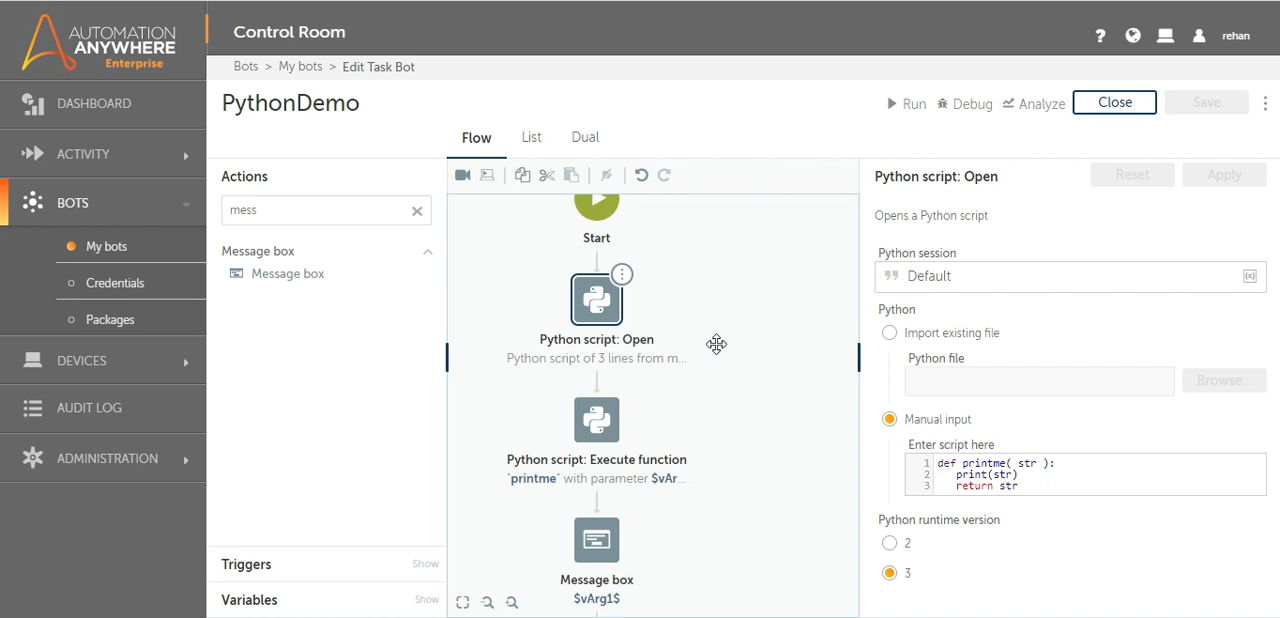 AUTOMATION
ANYWHERE
Enterprise
Control Room
? rehan
Bots > My bots > Edit Task Bot
DASHBOARD
ACTIVITY
BOTS
My bots
Credentials
Packages
DEVICES
AUDIT LOG
ADMINISTRATION
PythonDemo
Run Debug Analyze Close Save
Flow List Dual
Actions
mess
Message box
Message box
Triggers Show
Variables Show
Start
Python script: Open
Python script of 3 lines from m...
Python script: Execute function
"printme" with parameter $vAr...
Message box
$vArg1$
Python script: Open
Reset Apply
Opens a Python script
Python session
Default (x)
Python
Import existing file
Python file
Browse...
Manual input
Enter script here
1 def printme( str ):
2 print(str)
3 return str
Python runtime version
2
3